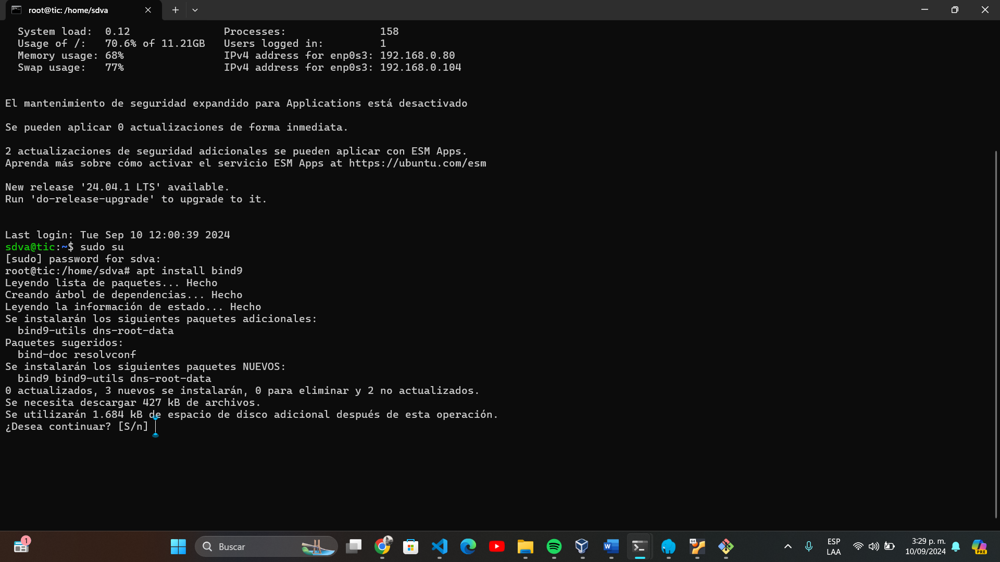 root@tic: /home/sdva
System load:  0.12                Processes:               158
Usage of /:   70.6% of 11.21GB   Users logged in:         1
Memory usage: 68%                IPv4 address for enp0s3: 192.168.0.80
Swap usage:   77%                IPv4 address for enp0s3: 192.168.0.104
El mantenimiento de seguridad expandido para Applications está desactivado
Se pueden aplicar 0 actualizaciones de forma inmediata.
2 actualizaciones de seguridad adicionales se pueden aplicar con ESM Apps.
Aprenda más sobre cómo activar el servicio ESM Apps at https://ubuntu.com/esm
New release '24.04.1 LTS' available.
Run 'do-release-upgrade' to upgrade to it.
Last login: Tue Sep 10 12:00:39 2024
sdva@tic:~$ sudo su
[sudo] password for sdva:
root@tic:/home/sdva# apt install bind9
Leyendo lista de paquetes... Hecho
Creando árbol de dependencias... Hecho
Leyendo la información de estado... Hecho
Se instalarán los siguientes paquetes adicionales:
bind9-utils dns-root-data
Paquetes sugeridos:
bind-doc resolvconf
Se instalarán los siguientes paquetes NUEVOS:
bind9 bind9-utils dns-root-data
0 actualizados, 3 nuevos se instalarán, 0 para eliminar y 2 no actualizados.
Se necesita descargar 427 kB de archivos.
Se utilizarán 1.684 kB de espacio de disco adicional después de esta operación.
¿Desea continuar? [S/n]
1
Buscar
W
64
ESP
LAA
3:29 p. m.
10/09/2024
PRE